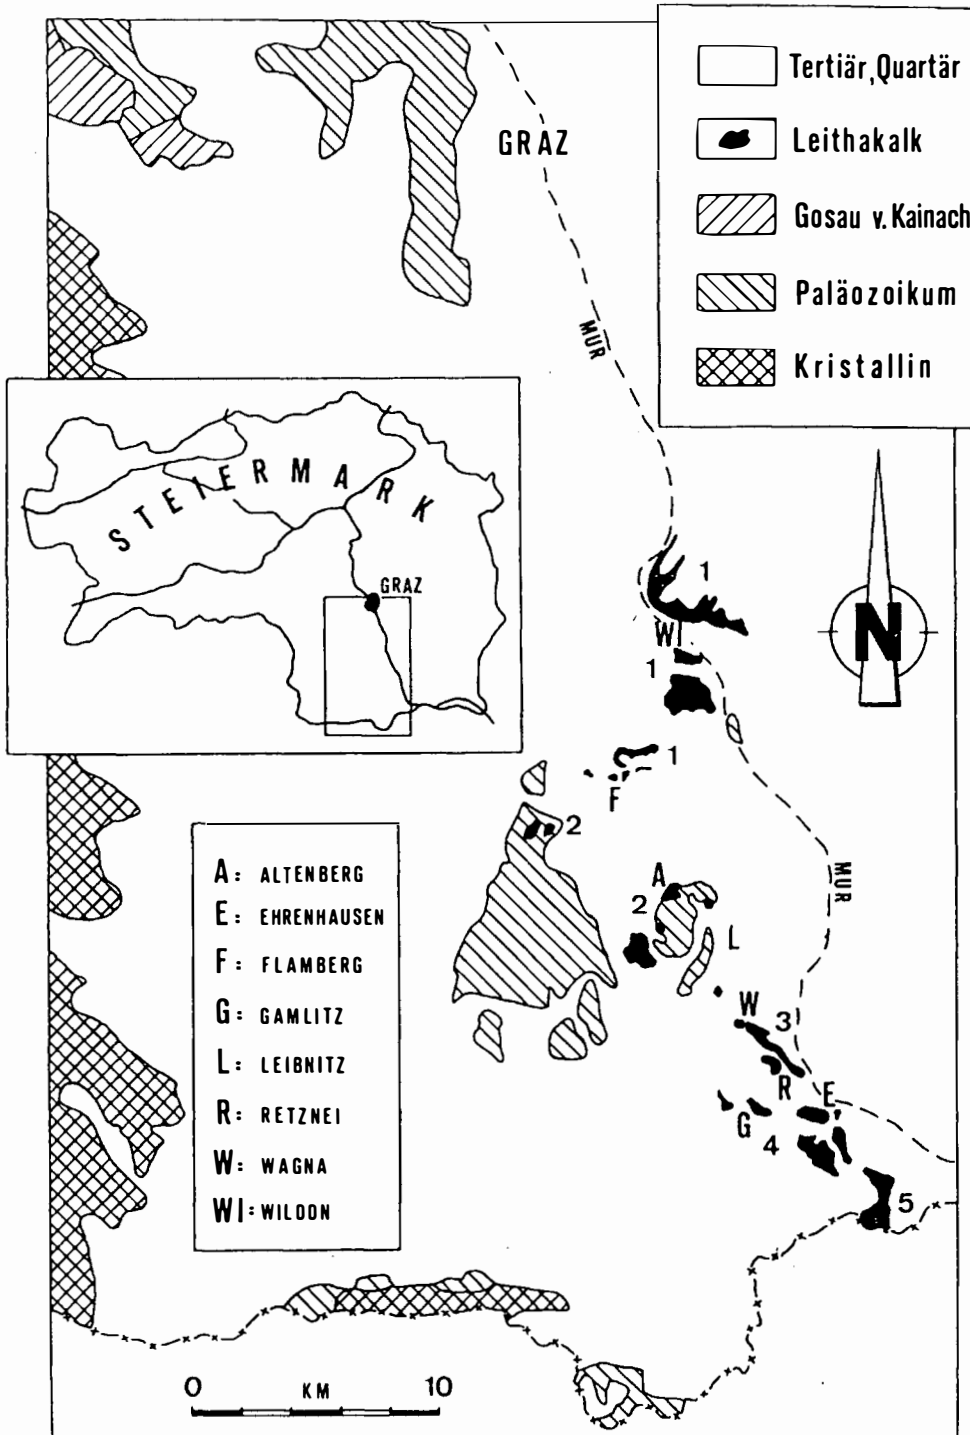 Tertiär, Quartär
Leithakalk
Gosau v. Kainach
Paläozoikum
Kristallin
GRAZ
MUR
STEIERMARK
GRAZ
N
1
WI
1
1
F
2
A
2
L
MUR
W
3
R
E
G
4
5
A: ALTENBERG
E: EHRENHAUSEN
F: FLAMBERG
G: GAMLITZ
L: LEIBNITZ
R: RETZNEI
W: WAGNA
WI: WILDON
0 KM 10